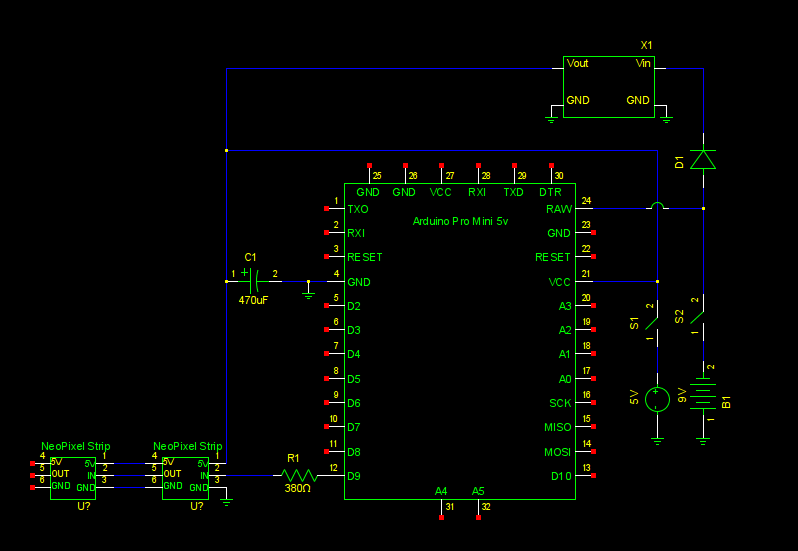 X1
Vout Vin
GND GND
D1
25 26 27 28 29 30
GND GND VCC RXI TXD DTR
Arduino Pro Mini 5v
1 TXO RAW 24
2 RXI GND 23
3 RESET RESET 22
C1
1 + 2
470uF
4 GND VCC 21
5 D2 A3 20
6 D3 A2 19
7 D4 A1 18
8 D5 A0 17
9 D6 SCK 16
10 D7 MISO 15
11 D8 MOSI 14
12 D9 D10 13
A4 A5
31 32
S1 2 1
S2 2 1
5V + -
9V 2 1 B1
R1
380Ω
NeoPixel Strip NeoPixel Strip
4 5V 5V 1 4 5V 5V 1
5 OUT IN 2 5 OUT IN 2
6 GND GND 3 6 GND GND 3
U? U?